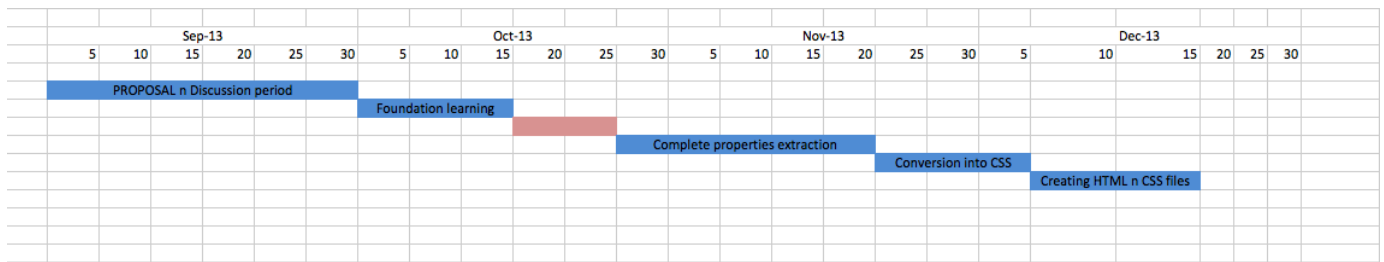 Sep-13 Oct-13 Nov-13 Dec-13
5 10 15 20 25 30 5 10 15 20 25 30 5 10 15 20 25 30 5 10 15 20 25 30
PROPOSAL n Discussion period
Foundation learning
Complete properties extraction
Conversion into CSS
Creating HTML n CSS files